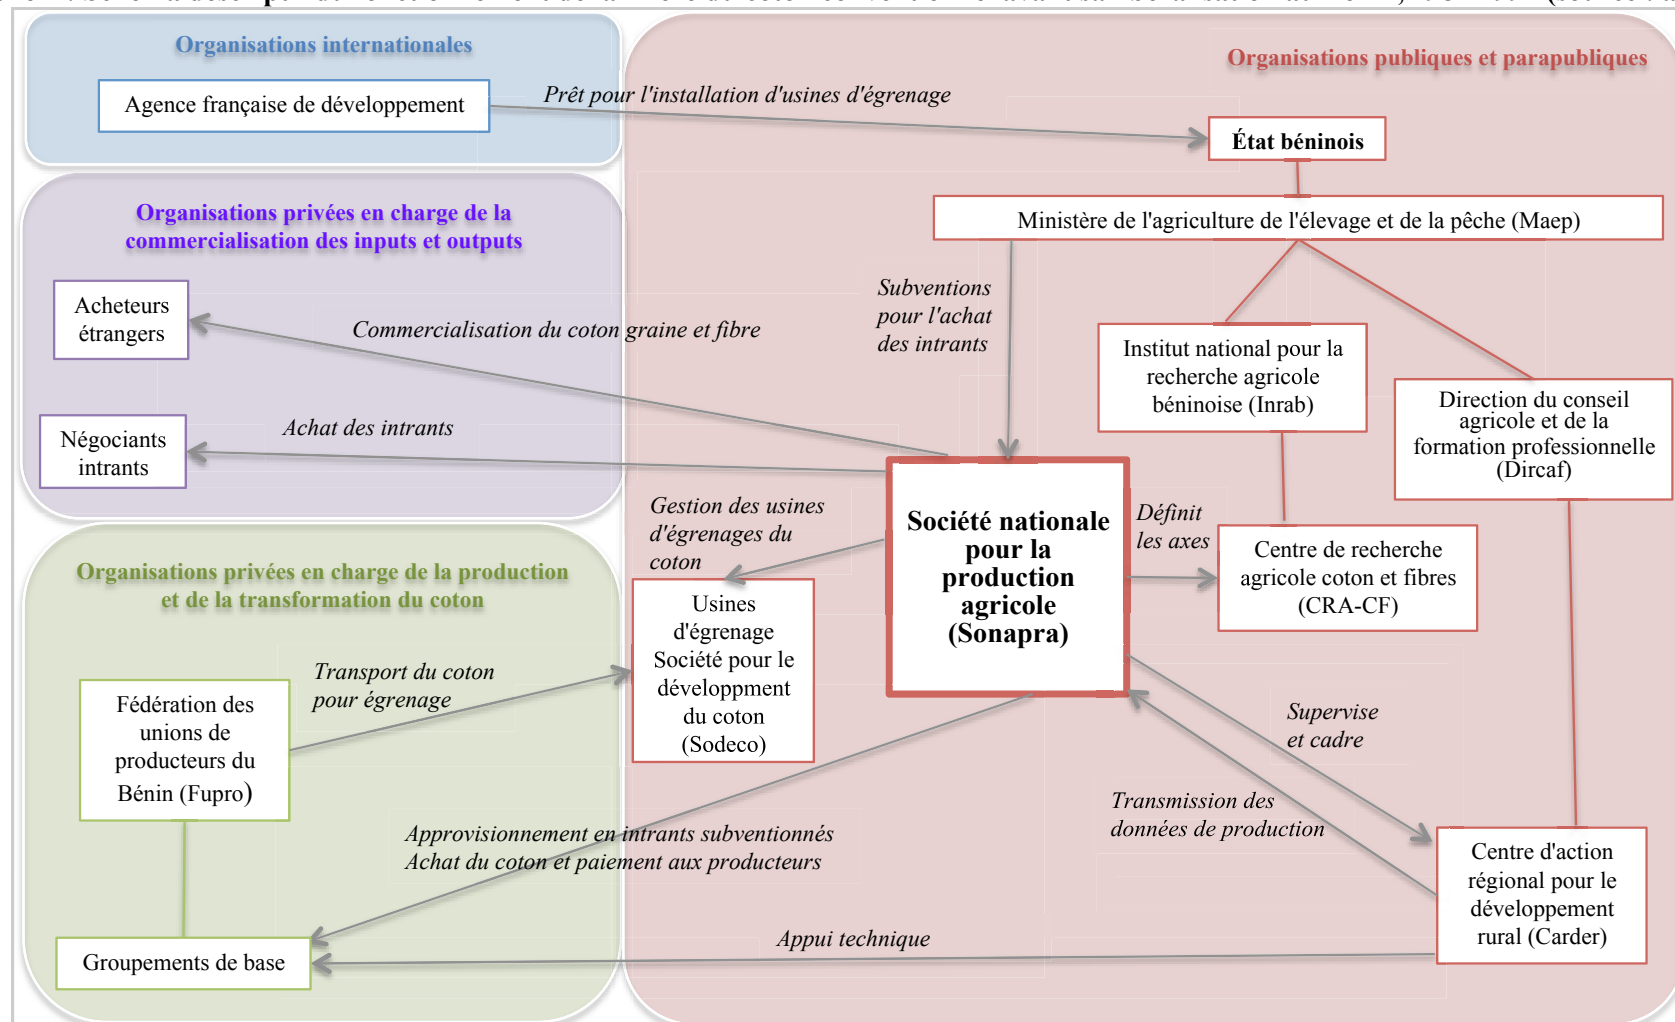 Organisations internationales
Agence française de développement
Prêt pour l'installation d'usines d'égrenage
Organisations publiques et parapubliques
État béninois
Ministère de l'agriculture de l'élevage et de la pêche (Maep)
Organisations privées en charge de la
commercialisation des inputs et outputs
Acheteurs
étrangers
Commercialisation du coton graine et fibre
Subventions
pour l'achat
des intrants
Institut national pour la
recherche agricole
béninoise (Inrab)
Direction du conseil
agricole et de la
formation professionnelle
(Dircaf)
Négociants
intrants
Achat des intrants
Gestion des usines
d'égrenages du
coton
Société nationale
pour la
production
agricole
(Sonapra)
Définit
les axes
Centre de recherche
agricole coton et fibres
(CRA-CF)
Organisations privées en charge de la production
et de la transformation du coton
Usines
d'égrenage
Société pour le
développment
du coton
(Sodeco)
Transport du coton
pour égrenage
Fédération des
unions de
producteurs du
Bénin (Fupro)
Supervise
et cadre
Transmission des
données de production
Approvisionnement en intrants subventionnés
Achat du coton et paiement aux producteurs
Centre d'action
régional pour le
développement
rural (Carder)
Appui technique
Groupements de base